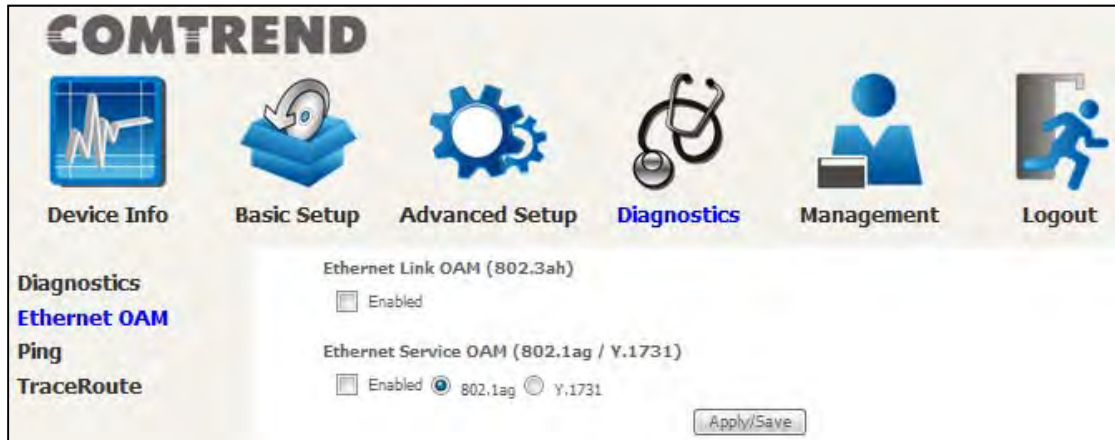 COMTREND
Device Info Basic Setup Advanced Setup Diagnostics Management Logout
Diagnostics
Ethernet OAM
Ping
TraceRoute
Ethernet Link OAM (802.3ah)
Enabled
Ethernet Service OAM (802.1ag / Y.1731)
Enabled 802.1ag Y.1731
Apply/Save